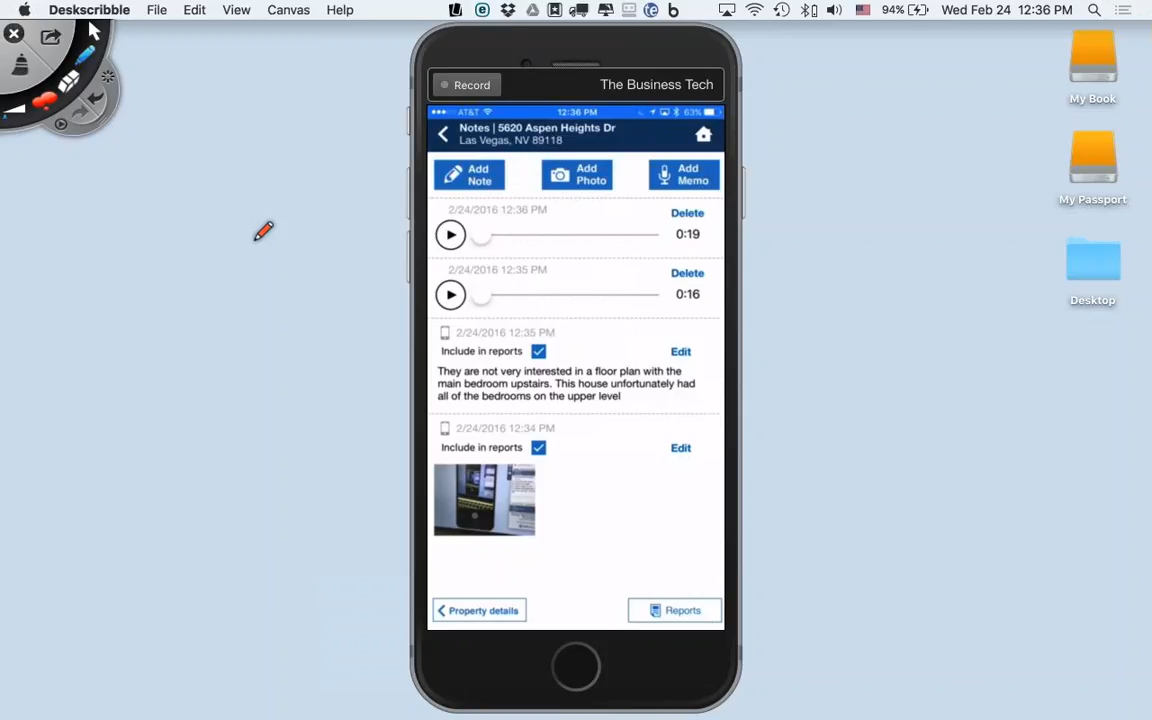 Deskscribble File Edit View Canvas Help 94% Wed Feb 24 12:36 PM
Record The Business Tech
AT&T 12:36 PM 63%
Notes | 5620 Aspen Heights Dr
Las Vegas, NV 89118
Add Note
Add Photo
Add Memo
2/24/2016 12:36 PM Delete
0:19
2/24/2016 12:35 PM Delete
0:16
2/24/2016 12:35 PM
Include in reports Edit
They are not very interested in a floor plan with the
main bedroom upstairs. This house unfortunately had
all of the bedrooms on the upper level
2/24/2016 12:34 PM
Include in reports Edit
Property details Reports
My Book
My Passport
Desktop